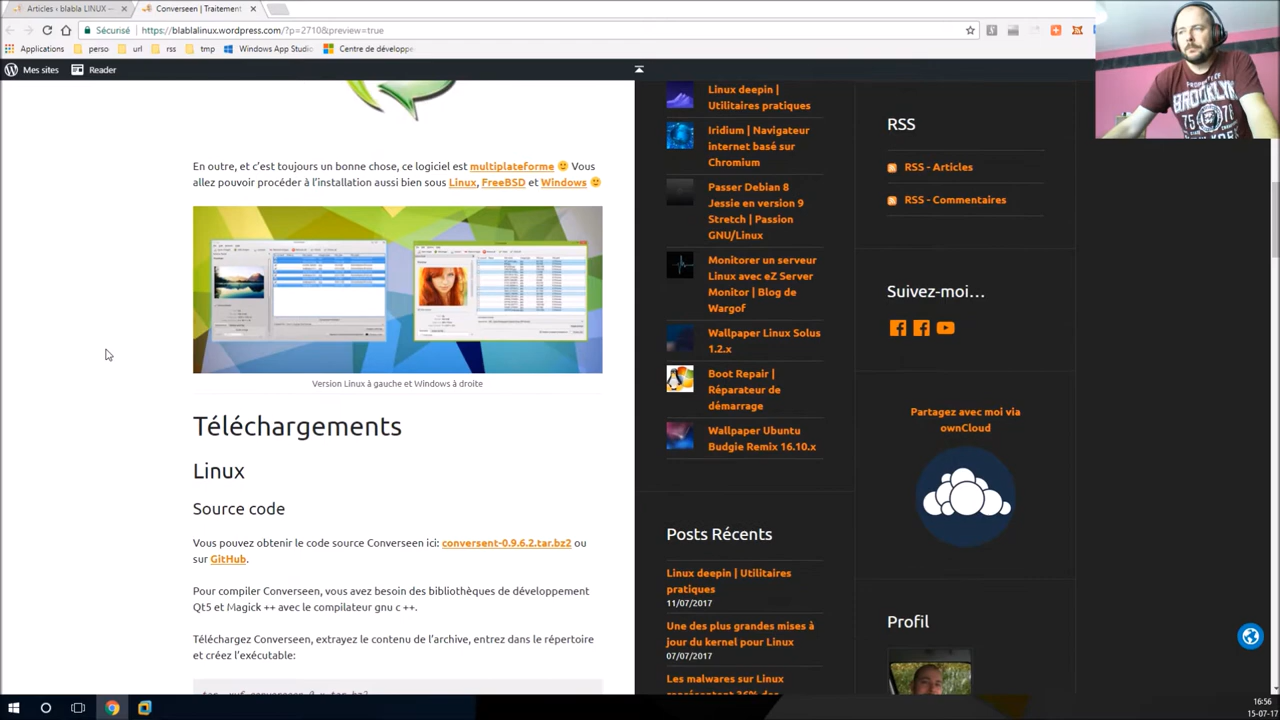 Articles ‹ blabla LINUX —
Converseen | Traitement
Sécurisé
https://blablalinux.wordpress.com/?p=2710&preview=true
Applications
perso
url
rss
tmp
Windows App Studio
Centre de développe
Mes sites
Reader
En outre, et c'est toujours un bonne chose, ce logiciel est multiplateforme 🙂 Vous
allez pouvoir procéder à l'installation aussi bien sous Linux, FreeBSD et Windows 🙂
Version Linux à gauche et Windows à droite
Téléchargements
Linux
Source code
Vous pouvez obtenir le code source Converseen ici: conversent-0.9.6.2.tar.bz2 ou
sur GitHub.
Pour compiler Converseen, vous avez besoin des bibliothèques de développement
Qt5 et Magick ++ avec le compilateur gnu c ++.
Téléchargez Converseen, extrayez le contenu de l'archive, entrez dans le répertoire
et créez l'exécutable:
Linux deepin |
Utilitaires pratiques
Iridium | Navigateur
internet basé sur
Chromium
Passer Debian 8
Jessie en version 9
Stretch | Passion
GNU/Linux
Monitorer un serveur
Linux avec eZ Server
Monitor | Blog de
Wargof
Wallpaper Linux Solus
1.2.x
Boot Repair |
Réparateur de
démarrage
Wallpaper Ubuntu
Budgie Remix 16.10.x
Posts Récents
Linux deepin | Utilitaires
pratiques
11/07/2017
Une des plus grandes mises à
jour du kernel pour Linux
07/07/2017
Les malwares sur Linux
représentent 36% des
RSS
RSS - Articles
RSS - Commentaires
Suivez-moi…
Partagez avec moi via
ownCloud
Profil
PROPERTY OF
BROOKLYN
75 76
16:56
15-07-17